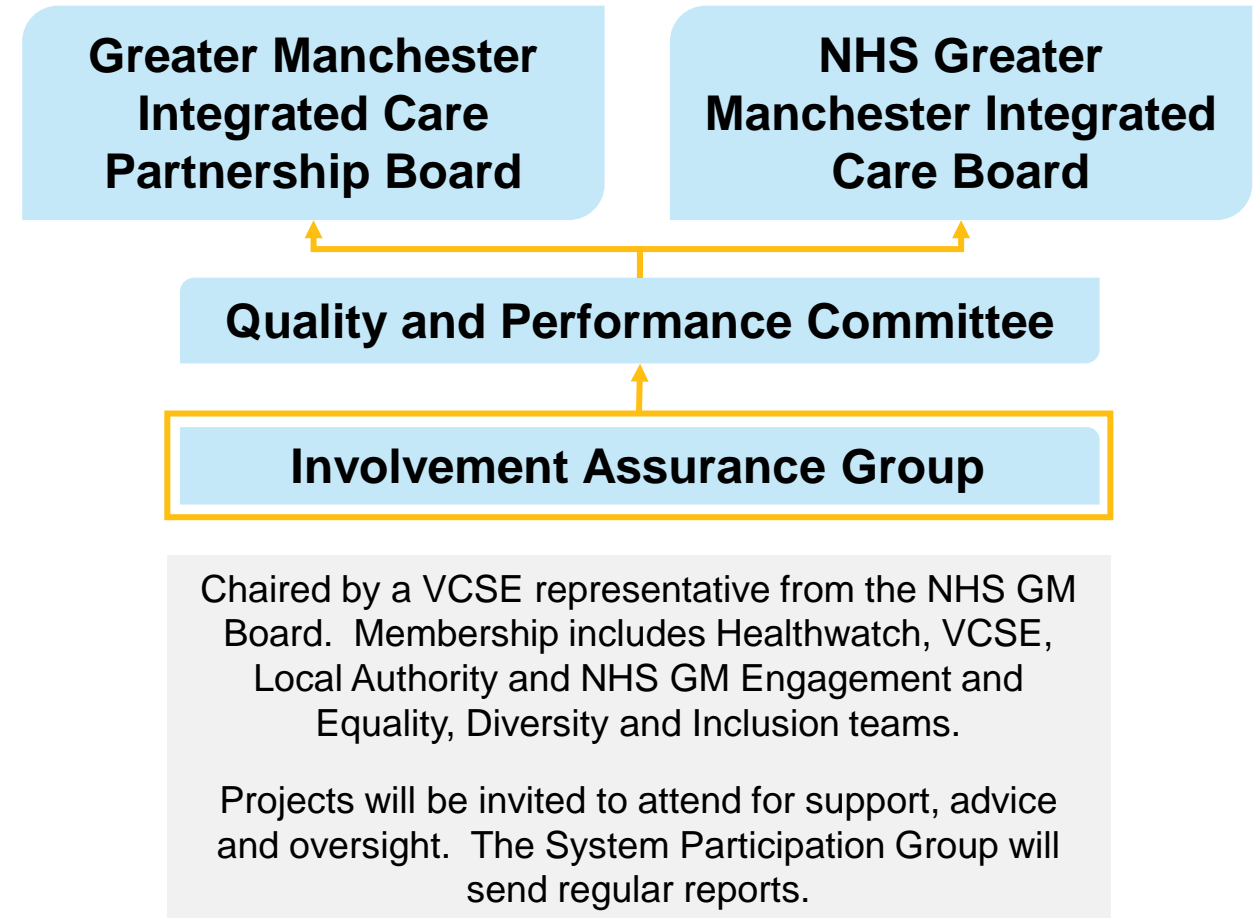 Greater Manchester
Integrated Care
Partnership Board
NHS Greater
Manchester Integrated
Care Board
Quality and Performance Committee
Involvement Assurance Group
Chaired by a VCSE representative from the NHS GM
Board.  Membership includes Healthwatch, VCSE,
Local Authority and NHS GM Engagement and
Equality, Diversity and Inclusion teams.
Projects will be invited to attend for support, advice
and oversight.  The System Participation Group will
send regular reports.